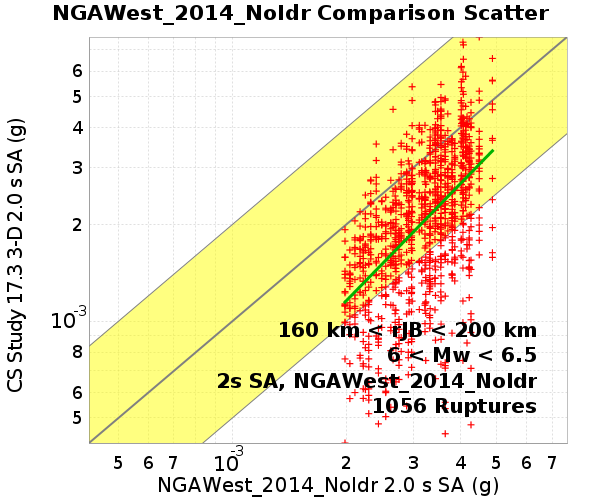 NGAWest_2014_NoIdr Comparison Scatter
CS Study 17.3 3-D 2.0 s SA (g)
6
5
4
3
2
10-3
8
6
5
160 km < rJB < 200 km
6 < Mw < 6.5
2s SA, NGAWest_2014_NoIdr
1056 Ruptures
5 6 7 10-3 2 3 4 5 6 7
NGAWest_2014_NoIdr 2.0 s SA (g)